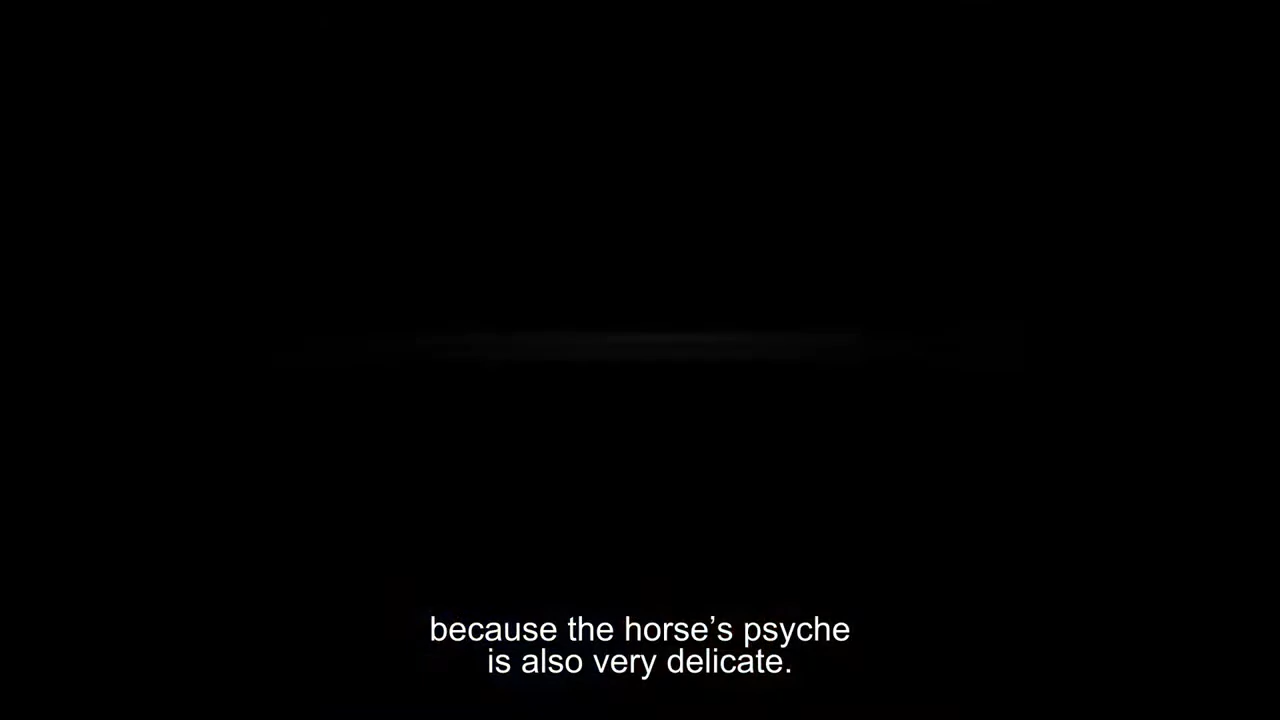 because the horse’s psyche
is also very delicate.